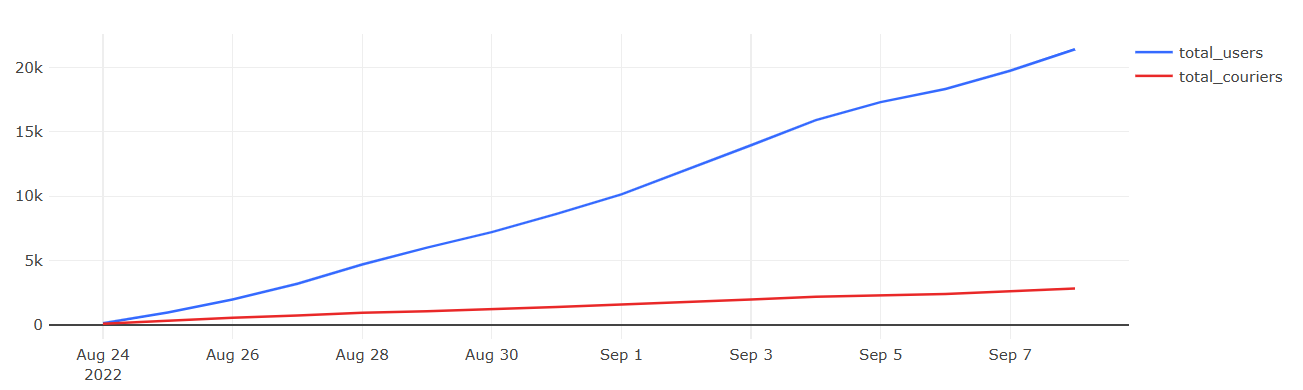 total_users
total_couriers
20k
15k
10k
5k
0
Aug 24 Aug 26 Aug 28 Aug 30 Sep 1 Sep 3 Sep 5 Sep 7
2022